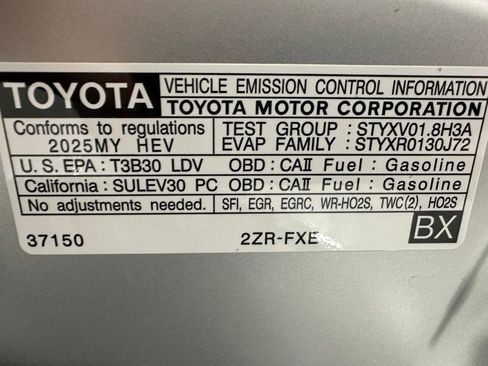 TOYOTA
VEHICLE EMISSION CONTROL INFORMATION
TOYOTA MOTOR CORPORATION
Conforms to regulations
2025MY HEV
TEST GROUP : STYXV01.8H3A
EVAP FAMILY : STYXR0130J72
U.S. EPA : T3B30 LDV OBD: CAII Fuel : Gasoline
California : SULEV30 PC OBD: CAII Fuel : Gasoline
No adjustments needed. SFI, EGR, EGRC, WR-HO2S, TWC(2), HO2S
37150 2ZR-FXE BX